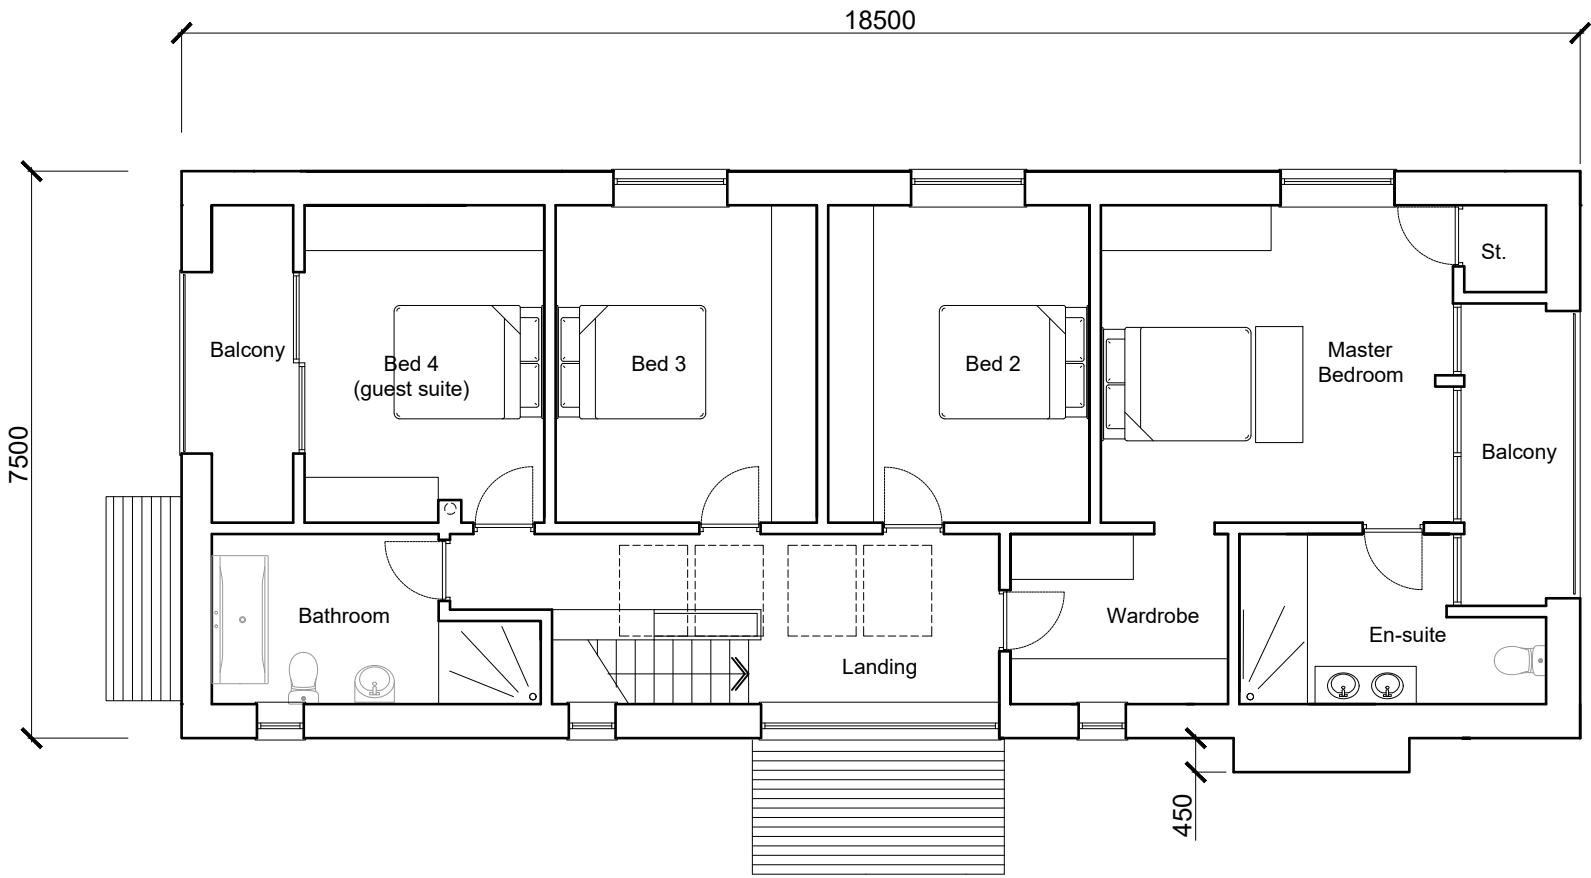 18500
7500
St.
Balcony
Bed 4
(guest suite)
Bed 3
Bed 2
Master
Bedroom
Balcony
Bathroom
Landing
Wardrobe
En-suite
450